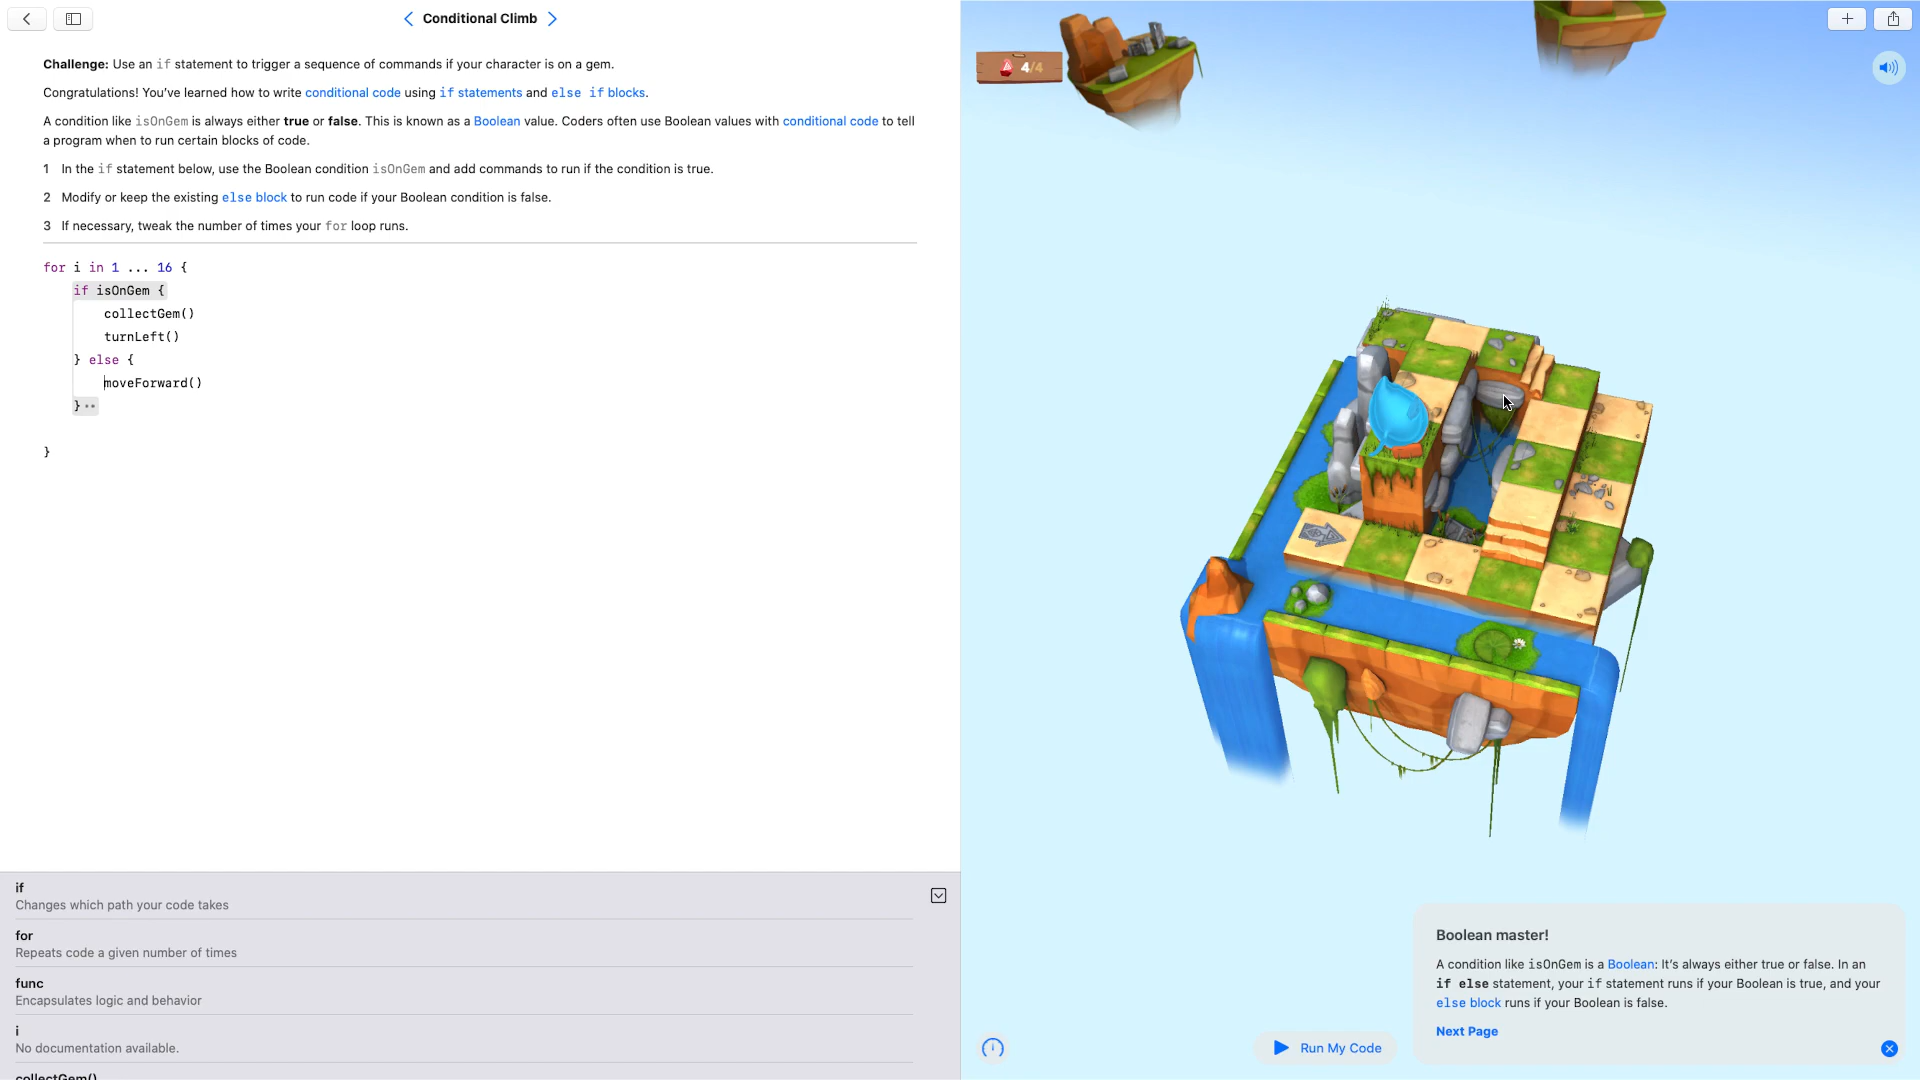 Conditional Climb
Challenge: Use an if statement to trigger a sequence of commands if your character is on a gem.
Congratulations! You've learned how to write conditional code using if statements and else if blocks.
A condition like isOnGem is always either true or false. This is known as a Boolean value. Coders often use Boolean values with conditional code to tell
a program when to run certain blocks of code.
1 In the if statement below, use the Boolean condition isOnGem and add commands to run if the condition is true.
2 Modify or keep the existing else block to run code if your Boolean condition is false.
3 If necessary, tweak the number of times your for loop runs.
for i in 1 ... 16 {
if isOnGem {
collectGem()
turnLeft()
} else {
moveForward()
}
}
if
Changes which path your code takes
for
Repeats code a given number of times
func
Encapsulates logic and behavior
i
No documentation available.
collectGem()
4/4
Boolean master!
A condition like isOnGem is a Boolean: It's always either true or false. In an
if else statement, your if statement runs if your Boolean is true, and your
else block runs if your Boolean is false.
Next Page
Run My Code